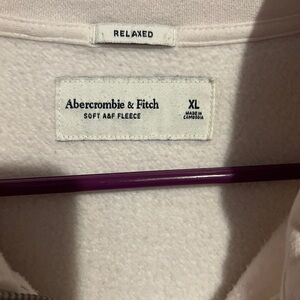 RELAXED
Abercrombie & Fitch XL
SOFT A&F FLEECE MADE IN
CAMBODIA